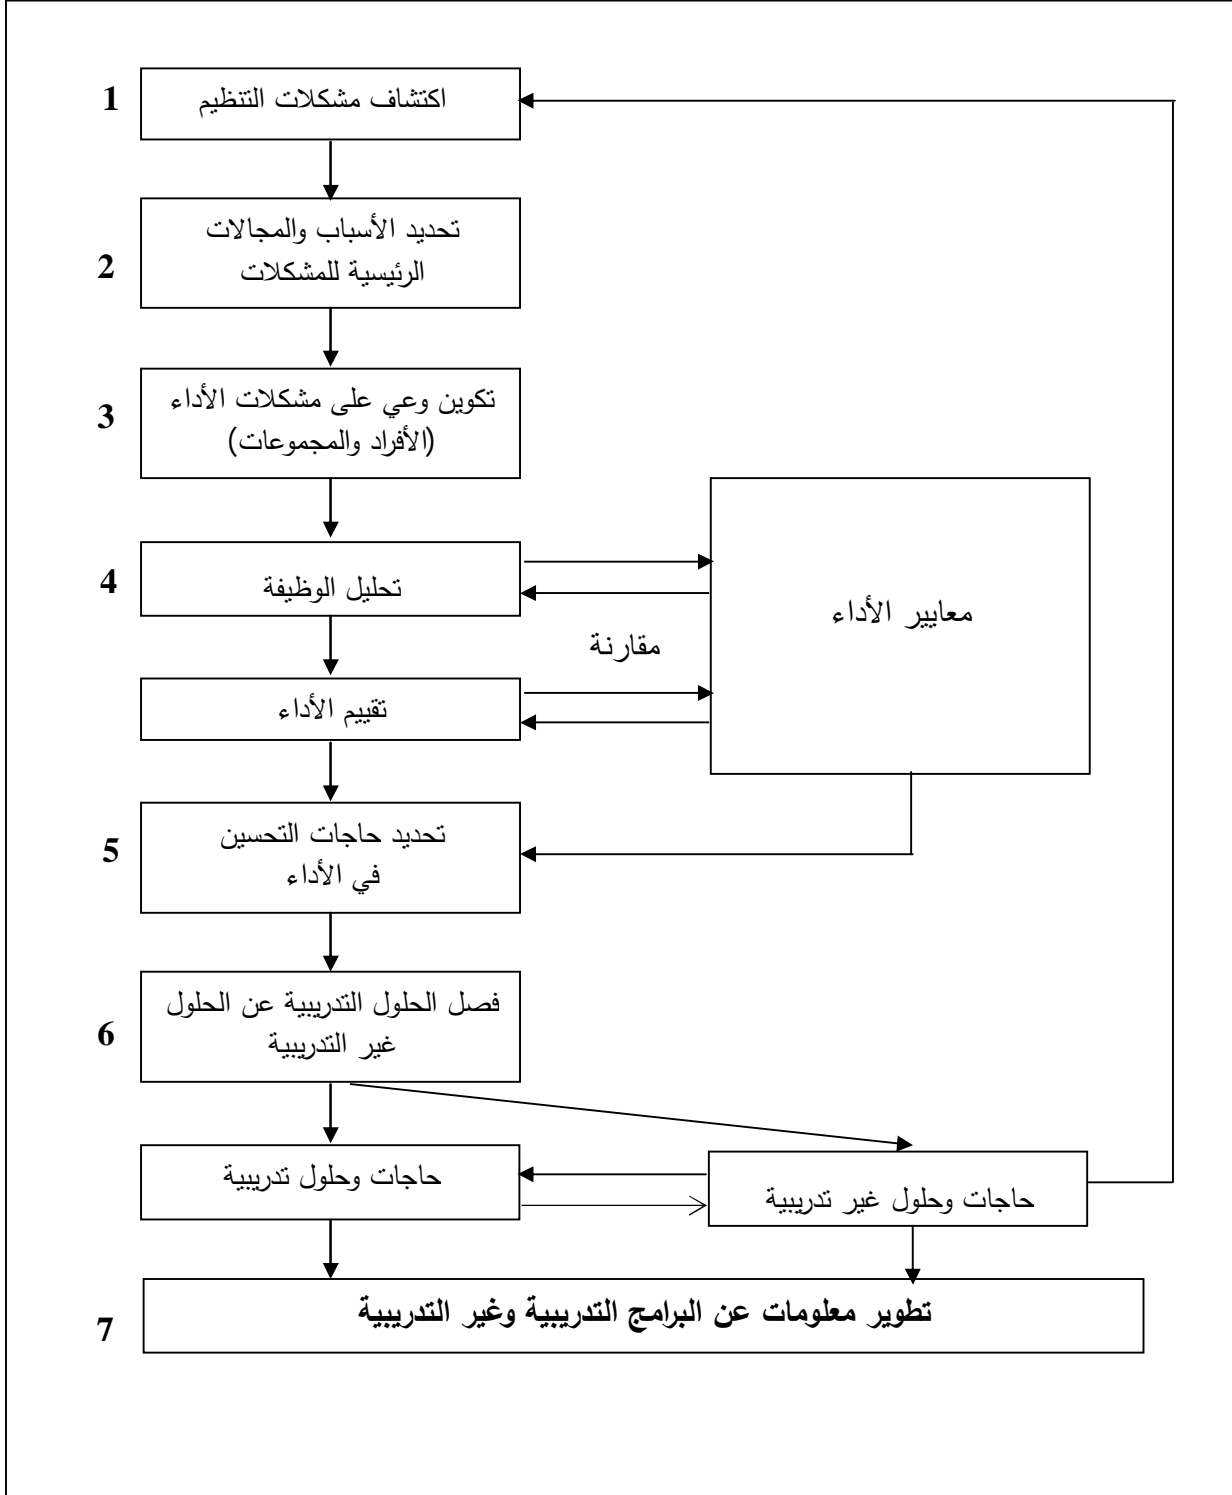 1
اكتشاف مشكلات التنظيم
2
تحديد الأسباب والمجالات
الرئيسية للمشكلات
3
تكوين وعي على مشكلات الأداء
(الأفراد والمجموعات)
4
تحليل الوظيفة
معايير الأداء
مقارنة
تقييم الأداء
5
تحديد حاجات التحسين
في الأداء
6
فصل الحلول التدريبية عن الحلول
غير التدريبية
حاجات وحلول تدريبية
حاجات وحلول غير تدريبية
7
تطوير معلومات عن البرامج التدريبية وغير التدريبية